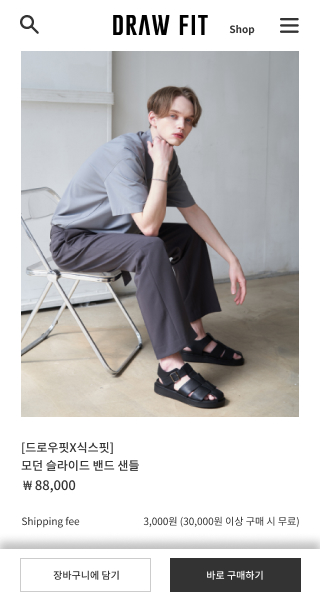 DRAW FIT
Shop
[드로우핏X식스핏]
모던 슬라이드 밴드 샌들
₩ 88,000
Shipping fee 3,000원 (30,000원 이상 구매 시 무료)
장바구니에 담기 바로 구매하기